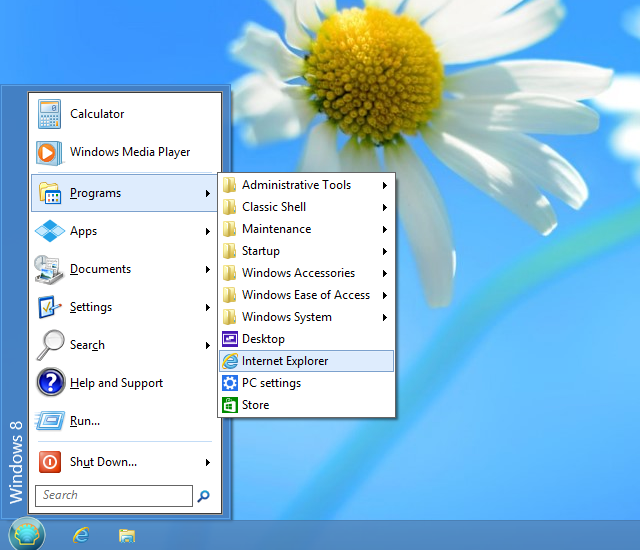 Calculator
Windows Media Player
Programs
Apps
Documents
Settings
Search
Help and Support
Run...
Shut Down...
Search
Windows 8
Administrative Tools
Classic Shell
Maintenance
Startup
Windows Accessories
Windows Ease of Access
Windows System
Desktop
Internet Explorer
PC settings
Store